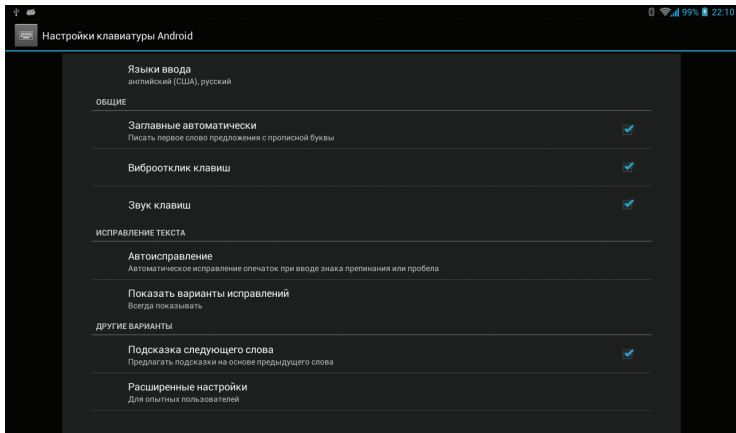 99% 22:10
Настройки клавиатуры Android
Языки ввода
английский (США), русский
ОБЩИЕ
Заглавные автоматически
Писать первое слово предложения с прописной буквы
Виброотклик клавиш
Звук клавиш
ИСПРАВЛЕНИЕ ТЕКСТА
Автоисправление
Автоматическое исправление опечаток при вводе знака препинания или пробела
Показать варианты исправлений
Всегда показывать
ДРУГИЕ ВАРИАНТЫ
Подсказка следующего слова
Предлагать подсказки на основе предыдущего слова
Расширенные настройки
Для опытных пользователей